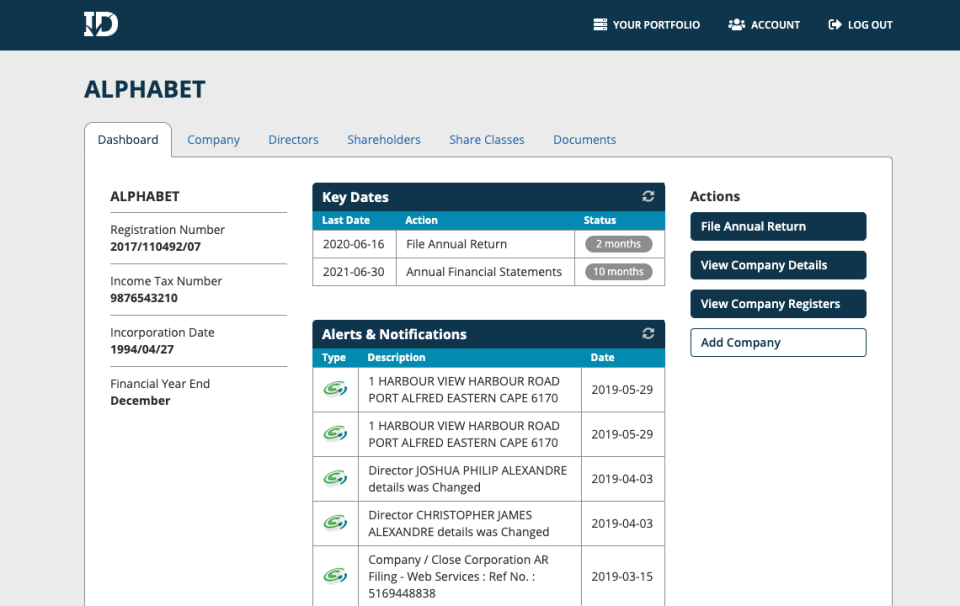 ID
YOUR PORTFOLIO
ACCOUNT
LOG OUT
ALPHABET
Dashboard
Company
Directors
Shareholders
Share Classes
Documents
ALPHABET
Registration Number
2017/110492/07
Income Tax Number
9876543210
Incorporation Date
1994/04/27
Financial Year End
December
Key Dates
Last Date Action Status
2020-06-16 File Annual Return 2 months
2021-06-30 Annual Financial Statements 10 months
Alerts & Notifications
Type Description Date
1 HARBOUR VIEW HARBOUR ROAD
PORT ALFRED EASTERN CAPE 6170
2019-05-29
1 HARBOUR VIEW HARBOUR ROAD
PORT ALFRED EASTERN CAPE 6170
2019-05-29
Director JOSHUA PHILIP ALEXANDRE
details was Changed
2019-04-03
Director CHRISTOPHER JAMES
ALEXANDRE details was Changed
2019-04-03
Company / Close Corporation AR
Filing - Web Services : Ref No. :
5169448838
2019-03-15
Actions
File Annual Return
View Company Details
View Company Registers
Add Company